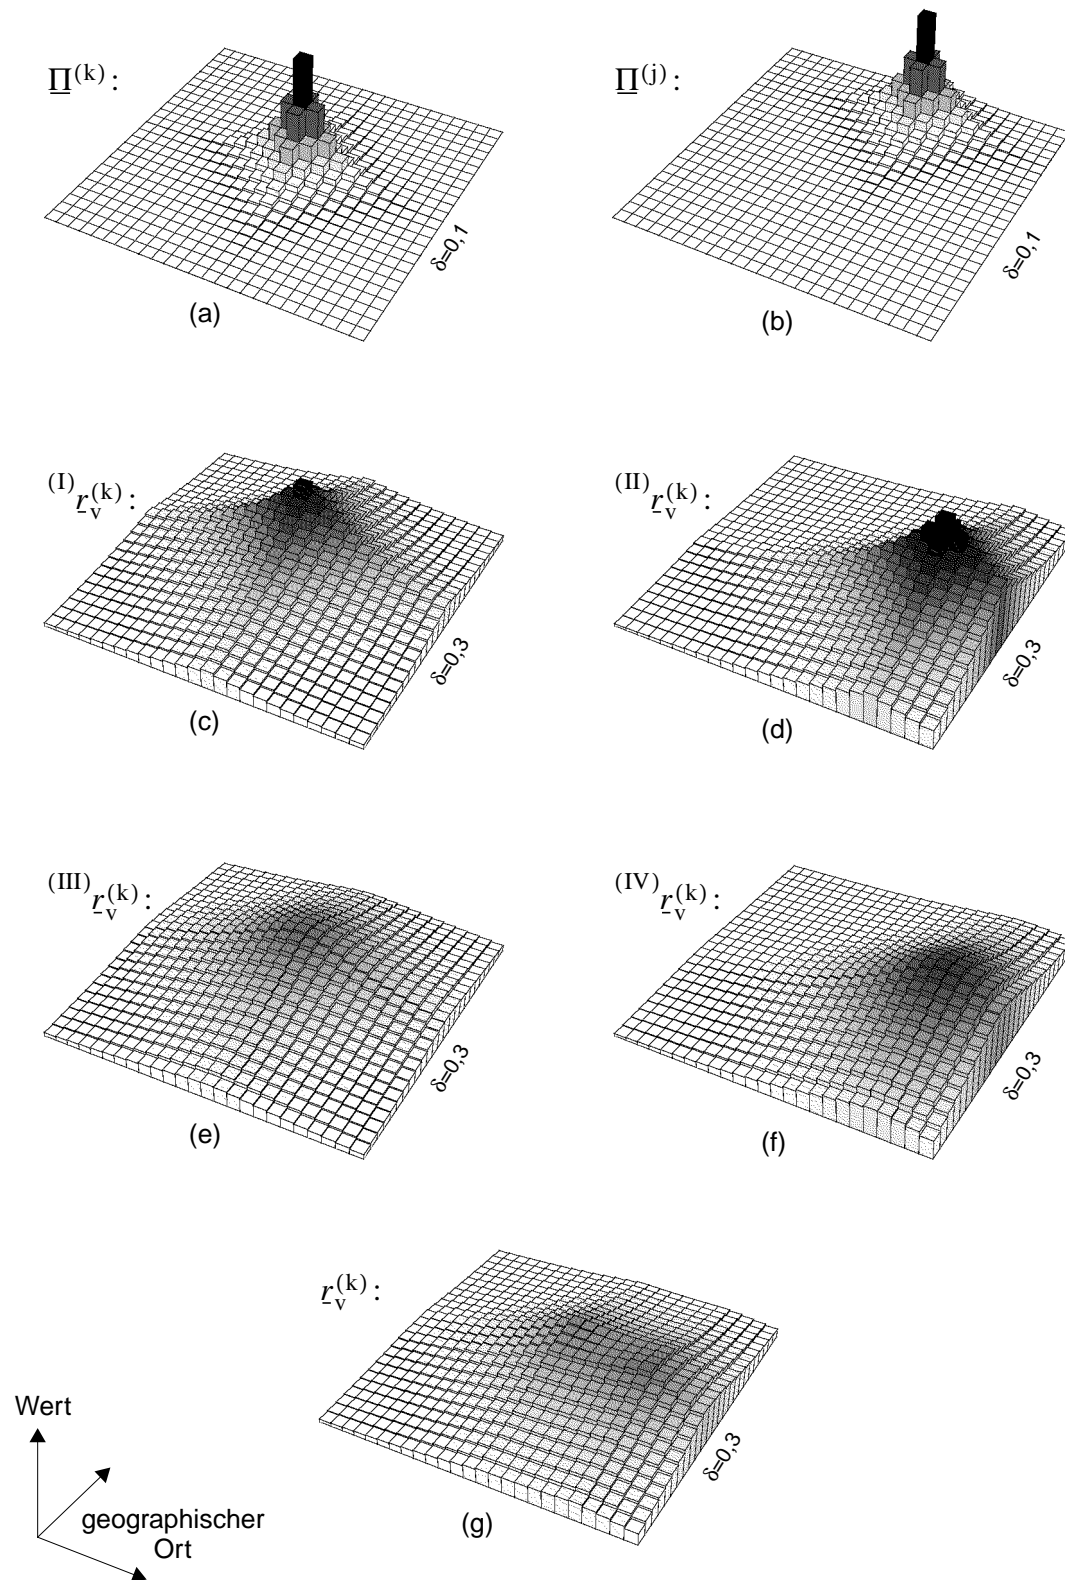 Π(k) :
Π(j) :
δ=0,1
δ=0,1
(a)
(b)
(I) r v (k) :
(II) r v (k) :
δ=0,3
δ=0,3
(c)
(d)
(III) r v (k) :
(IV) r v (k) :
δ=0,3
δ=0,3
(e)
(f)
r v (k) :
δ=0,3
(g)
Wert
geographischer
Ort